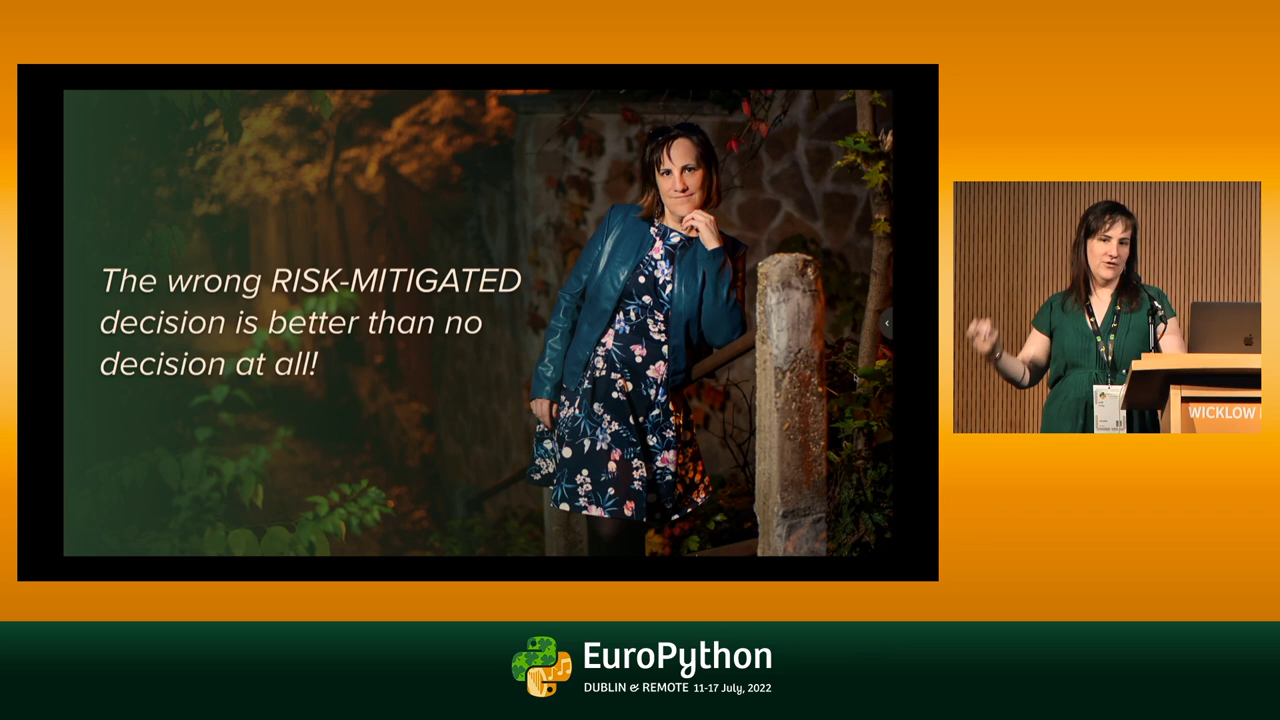 The wrong RISK-MITIGATED
decision is better than no
decision at all!
WICKLOW
EuroPython
DUBLIN & REMOTE 11-17 July, 2022